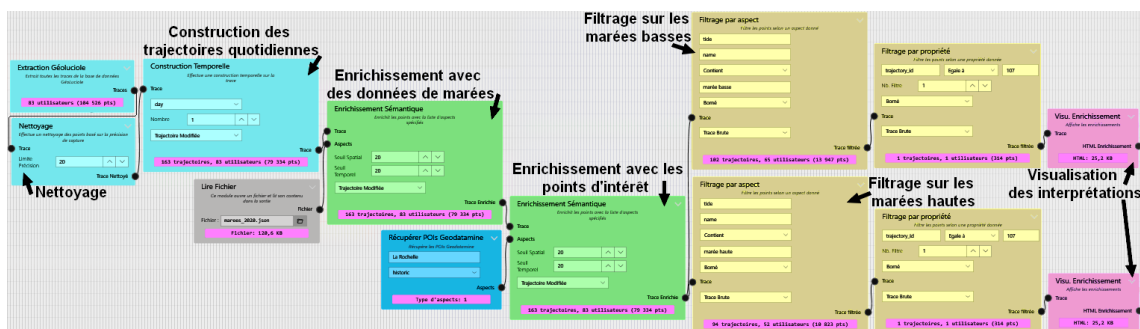 Construction des
trajectoires quotidiennes
Extraction Géoluciole
Extrait toutes les traces de la base de données
Géoluciole
Traces
83 utilisateurs (104 526 pts)
Nettoyage
Effectue un nettoyage des points basé sur la précision
de capture
Trace
Limite
Précision
20
Trace Nettoyé
Nettoyage
Construction Temporelle
Effectue une construction temporelle sur la
trace
Trace
day
Nombre
1
Trajectoire Modifiée
Trace
163 trajectoires, 83 utilisateurs (79 334 pts)
Lire Fichier
Ce module ouvre un fichier et lit son contenu
dans la sortie
Fichier
Fichier :
marees_2020.json
Fichier: 120,6 KB
Enrichissement avec
des données de marées
Enrichissement Sémantique
Enrichit les points avec la liste d'aspects
spécifiés
Trace
Aspects
Seuil Spatial
20
Seuil
Temporel
20
Trajectoire Modifiée
Trace Enrichie
163 trajectoires, 83 utilisateurs (79 334 pts)
Récupérer POIs Geodatamine
Récupère les POIs Geodatamine
La Rochelle
historic
Aspects
Type d'aspects: 1
Enrichissement avec les
points d'intérêt
Enrichissement Sémantique
Enrichit les points avec la liste d'aspects
spécifiés
Trace
Aspects
Seuil Spatial
20
Seuil
Temporel
20
Trajectoire Modifiée
Trace Enrichie
163 trajectoires, 83 utilisateurs (79 334 pts)
Filtrage sur les
marées basses
Filtrage par aspect
Filtre les points selon un aspect donné
tide
name
Contient
marée basse
Borné
Trace
Trace Brute
Trace filtrée
102 trajectoires, 65 utilisateurs (13 947 pts)
Filtrage par propriété
Filtre les points selon une propriété donnée
trajectory_id
Egale à
107
Nb. Filtre
1
Borné
Trace
Trace Brute
Trace filtrée
1 trajectoires, 1 utilisateurs (314 pts)
Visu. Enrichissement
Affiche les enrichissements
Trace
HTML Enrichissement
HTML: 25,2 KB
Filtrage par aspect
Filtre les points selon un aspect donné
tide
name
Contient
marée haute
Borné
Trace
Trace Brute
Trace filtrée
94 trajectoires, 52 utilisateurs (10 823 pts)
Filtrage sur les
marées hautes
Filtrage par propriété
Filtre les points selon une propriété donnée
trajectory_id
Egale à
107
Nb. Filtre
1
Borné
Trace
Trace Brute
Trace filtrée
1 trajectoires, 1 utilisateurs (314 pts)
Visualisation
des interprétations
Visu. Enrichissement
Affiche les enrichissements
Trace
HTML Enrichissement
HTML: 25,2 KB